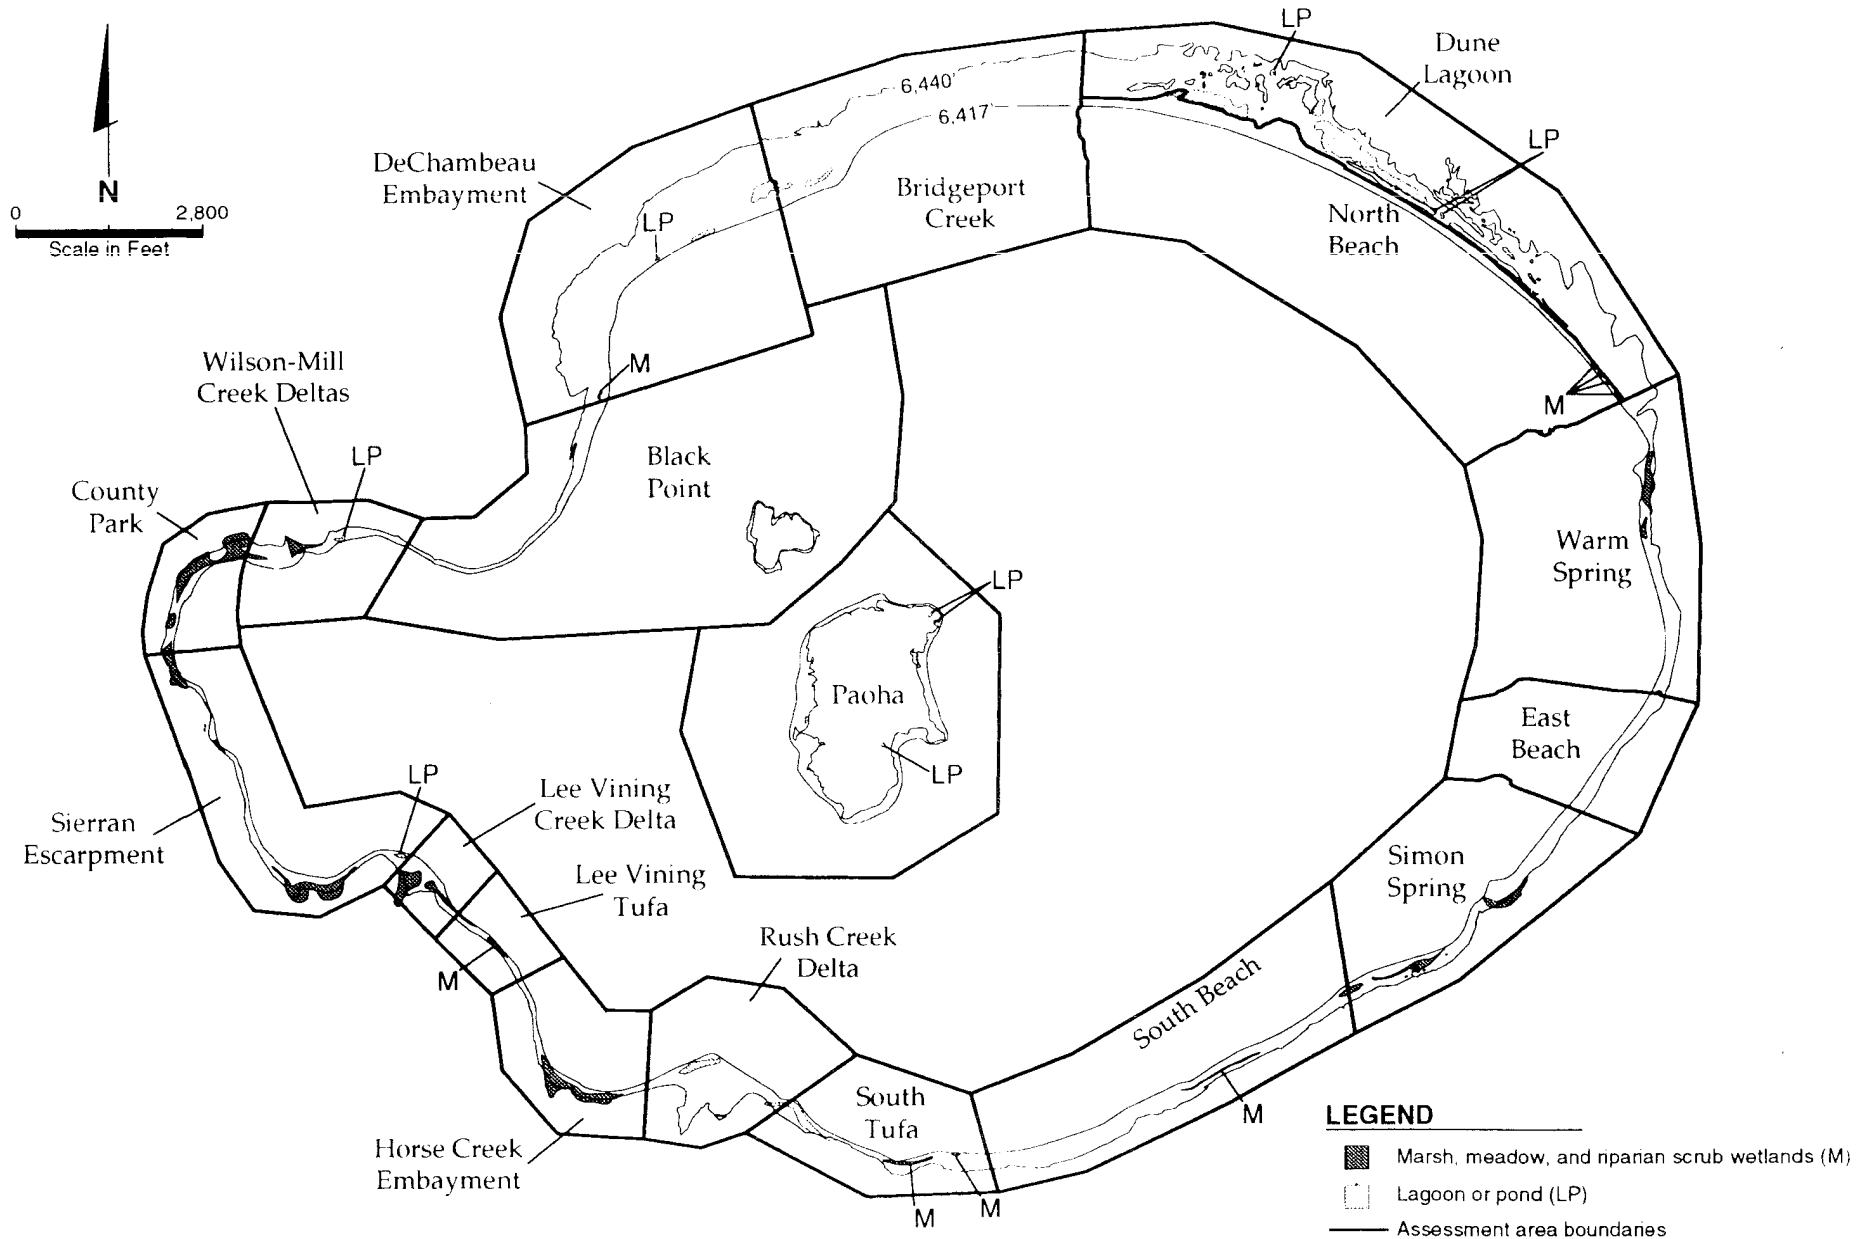 LP
Dune
Lagoon
6,440'
6,417'
LP
DeChambeau
Embayment
N
0 2,800
Scale in Feet
LP
Bridgeport
Creek
North
Beach
Wilson-Mill
Creek Deltas
M
M
LP
County
Park
Black
Point
Warm
Spring
LP
Paoha
LP
East
Beach
LP
Lee Vining
Creek Delta
Sierran
Escarpment
Simon
Spring
Lee Vining
Tufa
Rush Creek
Delta
M
South Beach
South
Tufa
M
Horse Creek
Embayment
M
M
LEGEND
Marsh, meadow, and riparian scrub wetlands (M)
Lagoon or pond (LP)
Assessment area boundaries